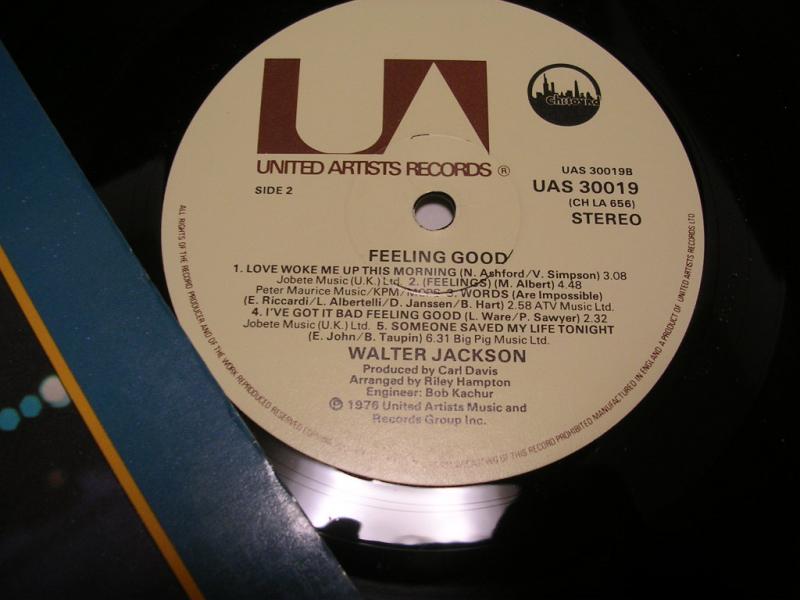 UA
Chi-Sound
UNITED ARTISTS RECORDS ®
SIDE 2
UAS 30019B
UAS 30019
(CH LA 656)
STEREO
FEELING GOOD
1. LOVE WOKE ME UP THIS MORNING (N. Ashford/V. Simpson) 3.08
Jobete Music (U.K.) Ltd. 2. (FEELINGS) (M. Albert) 4.48
Peter Maurice Music/KPM/ 3. WORDS (Are Impossible)
(E. Riccardi/L. Albertelli/D. Janssen/B. Hart) 2.58 ATV Music Ltd.
4. I'VE GOT IT BAD FEELING GOOD (L. Ware/P. Sawyer) 2.32
Jobete Music (U.K.) Ltd. 5. SOMEONE SAVED MY LIFE TONIGHT
(E. John/B. Taupin) 6.31 Big Pig Music Ltd.
WALTER JACKSON
Produced by Carl Davis
Arranged by Riley Hampton
Engineer: Bob Kachur
℗ 1976 United Artists Music and
Records Group Inc.
ALL RIGHTS OF THE RECORD PRODUCER AND OF THE WORK REPRODUCED RESERVED OF THIS RECORD PROHIBITED MANUFACTURED IN ENGLAND A PRODUCT OF UNITED ARTISTS RECORDS LTD